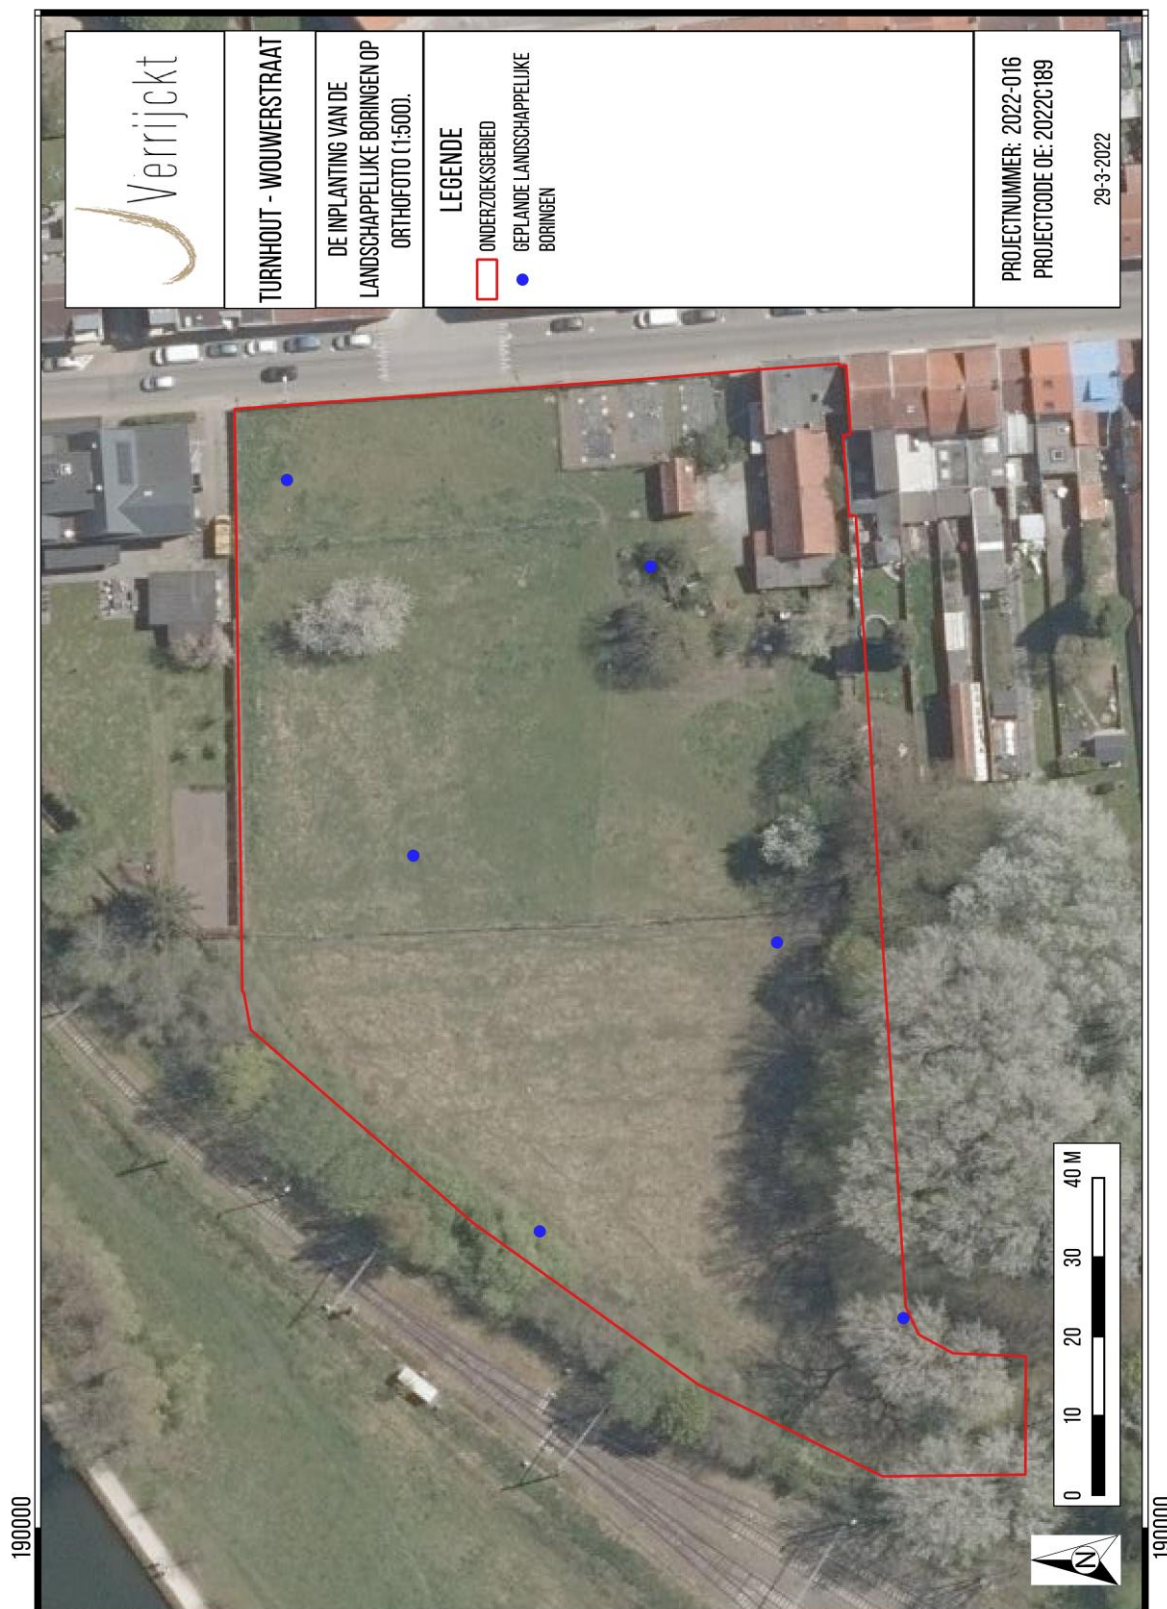 Verrijckt
TURNHOUT - WOUWERSTRAAT
DE INPLANTING VAN DE
LANDSCHAPPELIJKE BORINGEN OP
ORTHOFOTO (1:500).
LEGENDE
ONDERZOEKSGEBIED
GEPLANDE LANDSCHAPPELIJKE
BORINGEN
PROJECTNUMMER: 2022-016
PROJECTCODE OE: 2022C189
29-3-2022
190000
N
0 10 20 30 40 M
190000